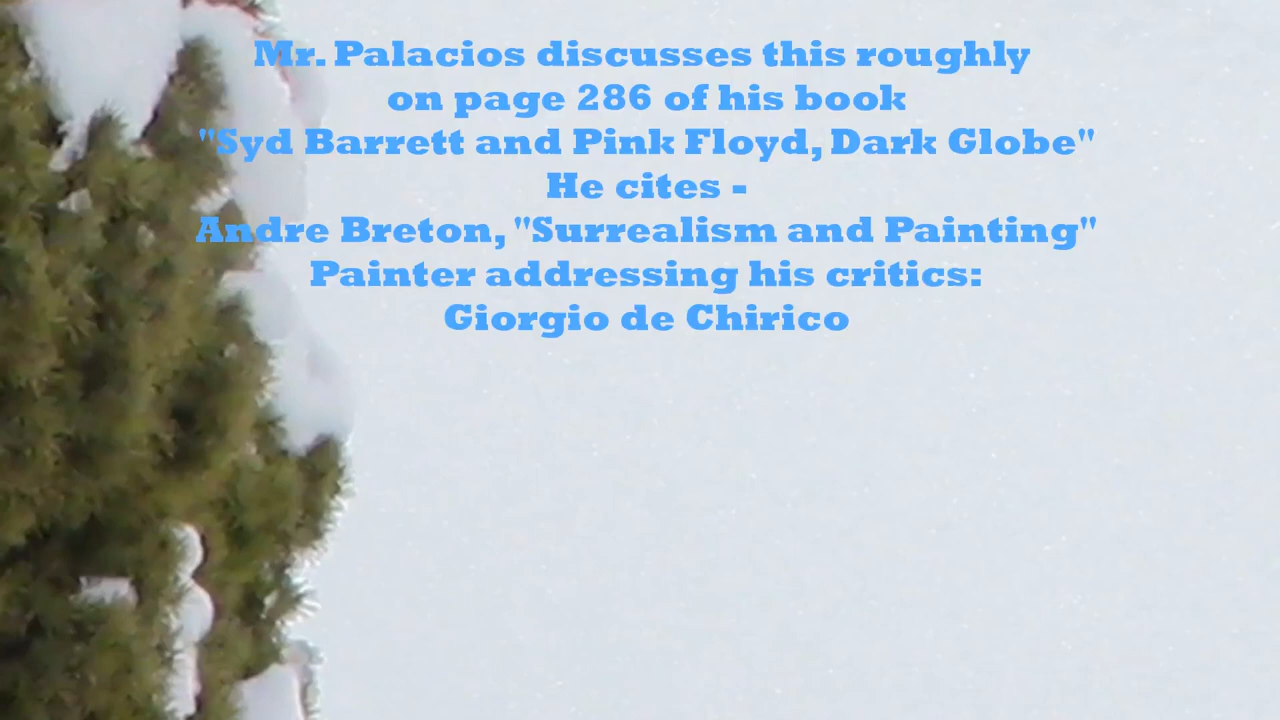 Mr. Palacios discusses this roughly
on page 286 of his book
"Syd Barrett and Pink Floyd, Dark Globe"
He cites -
Andre Breton, "Surrealism and Painting"
Painter addressing his critics:
Giorgio de Chirico